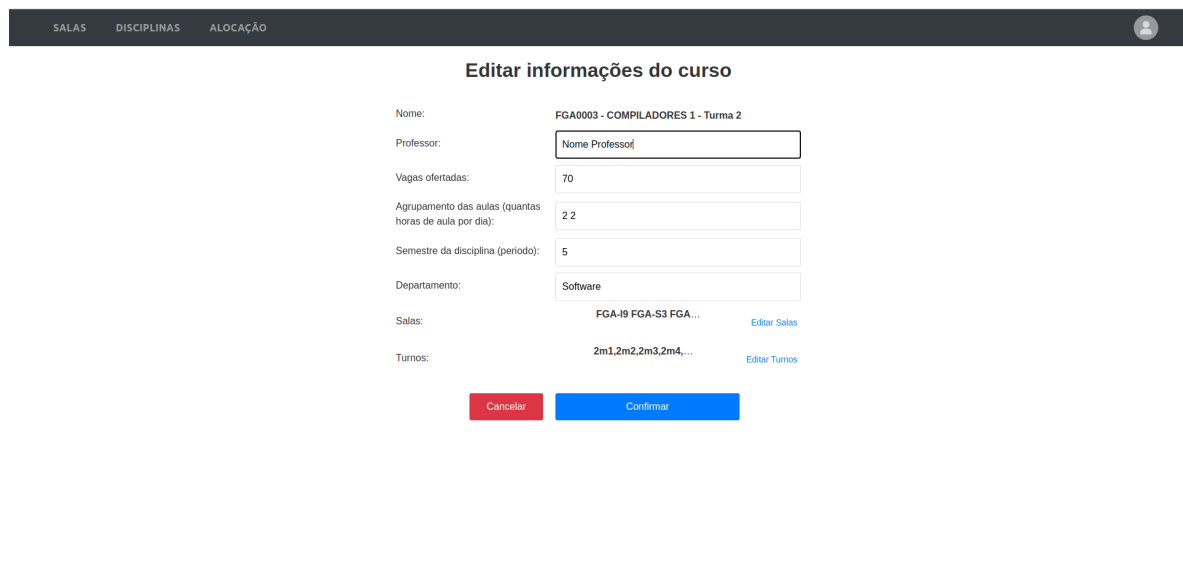 SALAS DISCIPLINAS ALOCAÇÃO
Editar informações do curso
Nome: FGA0003 - COMPILADORES 1 - Turma 2
Professor: Nome Professor
Vagas ofertadas: 70
Agrupamento das aulas (quantas
horas de aula por dia): 2 2
Semestre da disciplina (periodo): 5
Departamento: Software
Salas: FGA-I9 FGA-S3 FGA... Editar Salas
Turnos: 2m1,2m2,2m3,2m4,... Editar Turnos
Cancelar Confirmar